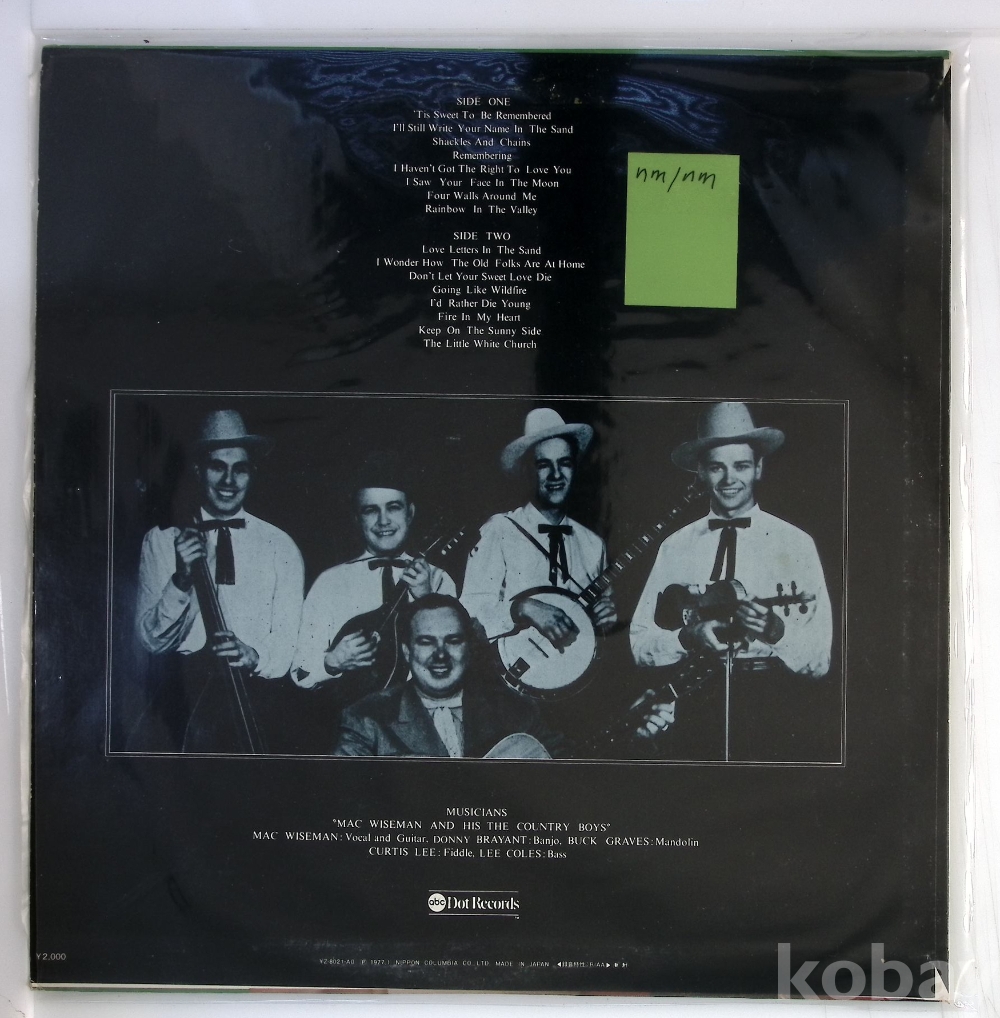 SIDE ONE
'Tis Sweet To Be Remembered
I'll Still Write Your Name In The Sand
Shackles And Chains
Remembering
I Haven't Got The Right To Love You
I Saw Your Face In The Moon
Four Walls Around Me
Rainbow In The Valley
nm/nm
SIDE TWO
Love Letters In The Sand
I Wonder How The Old Folks Are At Home
Don't Let Your Sweet Love Die
Going Like Wildfire
I'd Rather Die Young
Fire In My Heart
Keep On The Sunny Side
The Little White Church
MUSICIANS
"MAC WISEMAN AND HIS THE COUNTRY BOYS"
MAC WISEMAN: Vocal and Guitar, DONNY BRAYANT: Banjo, BUCK GRAVES: Mandolin
CURTIS LEE: Fiddle, LEE COLES: Bass
abc Dot Records
¥2,000
YZ-8021-AD P 1977.1 NIPPON COLUMBIA CO. LTD. MADE IN JAPAN
koba